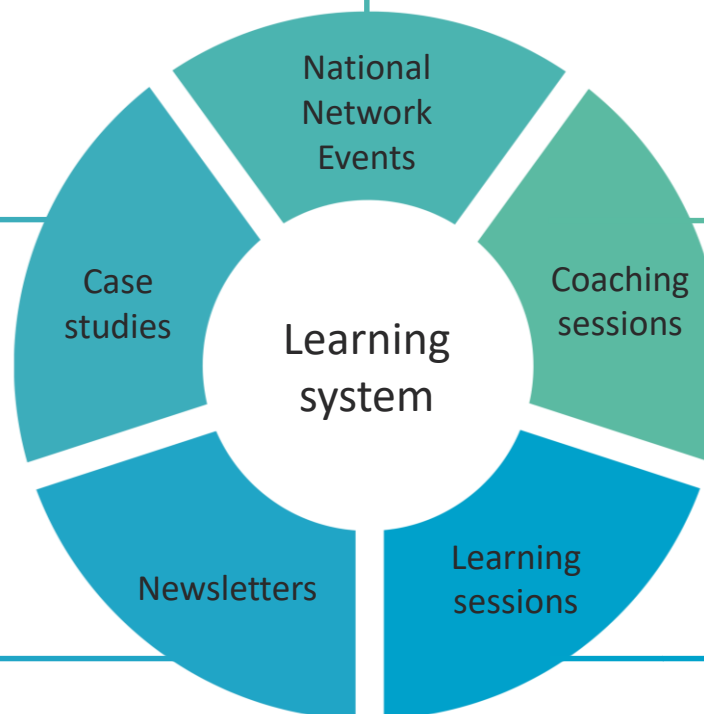 National
Network
Events
Case
studies
Coaching
sessions
Learning
system
Newsletters
Learning
sessions